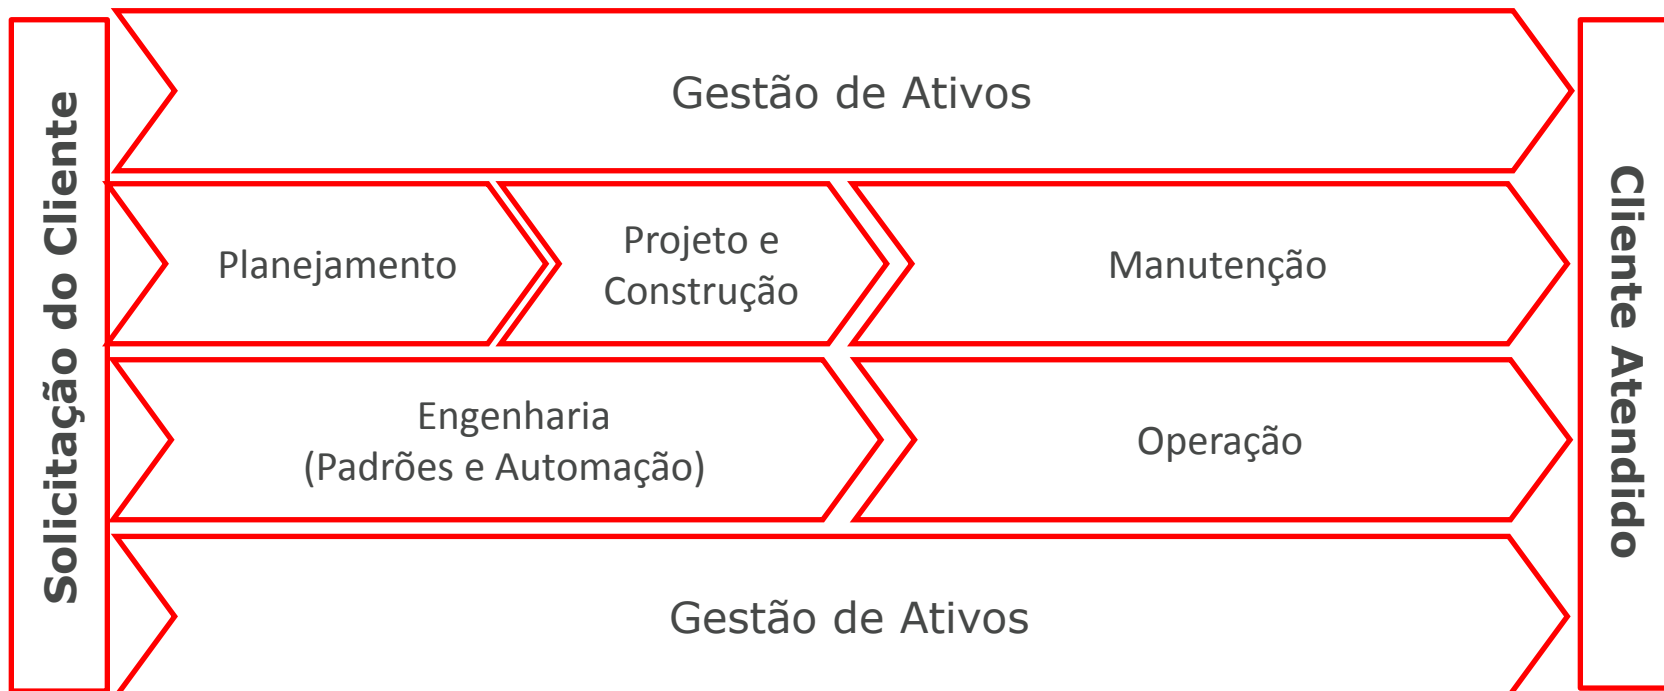 Solicitação do Cliente
Gestão de Ativos
Planejamento
Projeto e
Construção
Manutenção
Engenharia
(Padrões e Automação)
Operação
Gestão de Ativos
Cliente Atendido